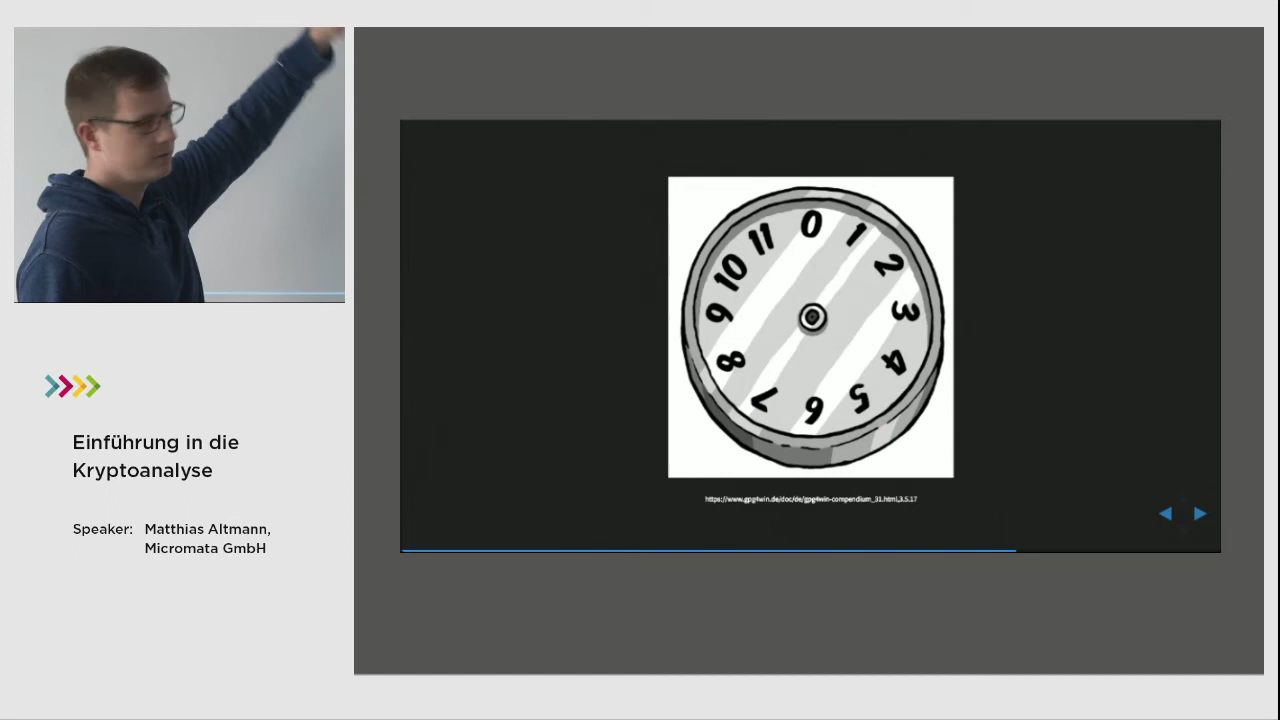 Einführung in die
Kryptoanalyse
Speaker: Matthias Altmann,
Micromata GmbH
0
1
2
3
4
5
6
7
8
9
10
11
https://www.gpg4win.de/doc/de/gpg4win-compendium_31.html,3.5.17